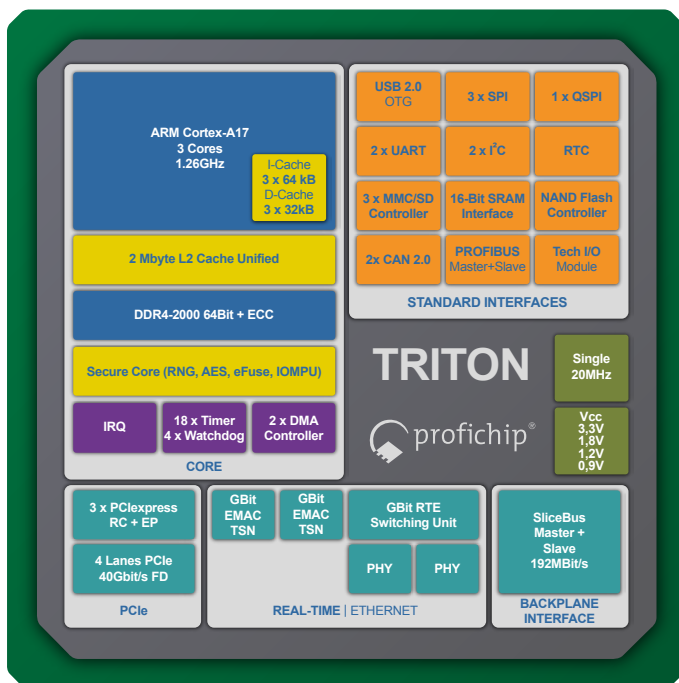 ARM Cortex-A17
3 Cores
1.26GHz
I-Cache
3 x 64 kB
D-Cache
3 x 32kB
2 Mbyte L2 Cache Unified
DDR4-2000 64Bit + ECC
Secure Core (RNG, AES, eFuse, IOMPU)
IRQ
18 x Timer
4 x Watchdog
2 x DMA
Controller
CORE
USB 2.0
OTG
3 x SPI
1 x QSPI
2 x UART
2 x I²C
RTC
3 x MMC/SD
Controller
16-Bit SRAM
Interface
NAND Flash
Controller
2x CAN 2.0
PROFIBUS
Master+Slave
Tech I/O
Module
STANDARD INTERFACES
TRITON
profichip®
Single
20MHz
Vcc
3,3V
1,8V
1,2V
0,9V
3 x PCIexpress
RC + EP
4 Lanes PCIe
40Gbit/s FD
PCIe
GBit
EMAC
TSN
GBit
EMAC
TSN
GBit RTE
Switching Unit
PHY
PHY
REAL-TIME | ETHERNET
SliceBus
Master +
Slave
192MBit/s
BACKPLANE
INTERFACE